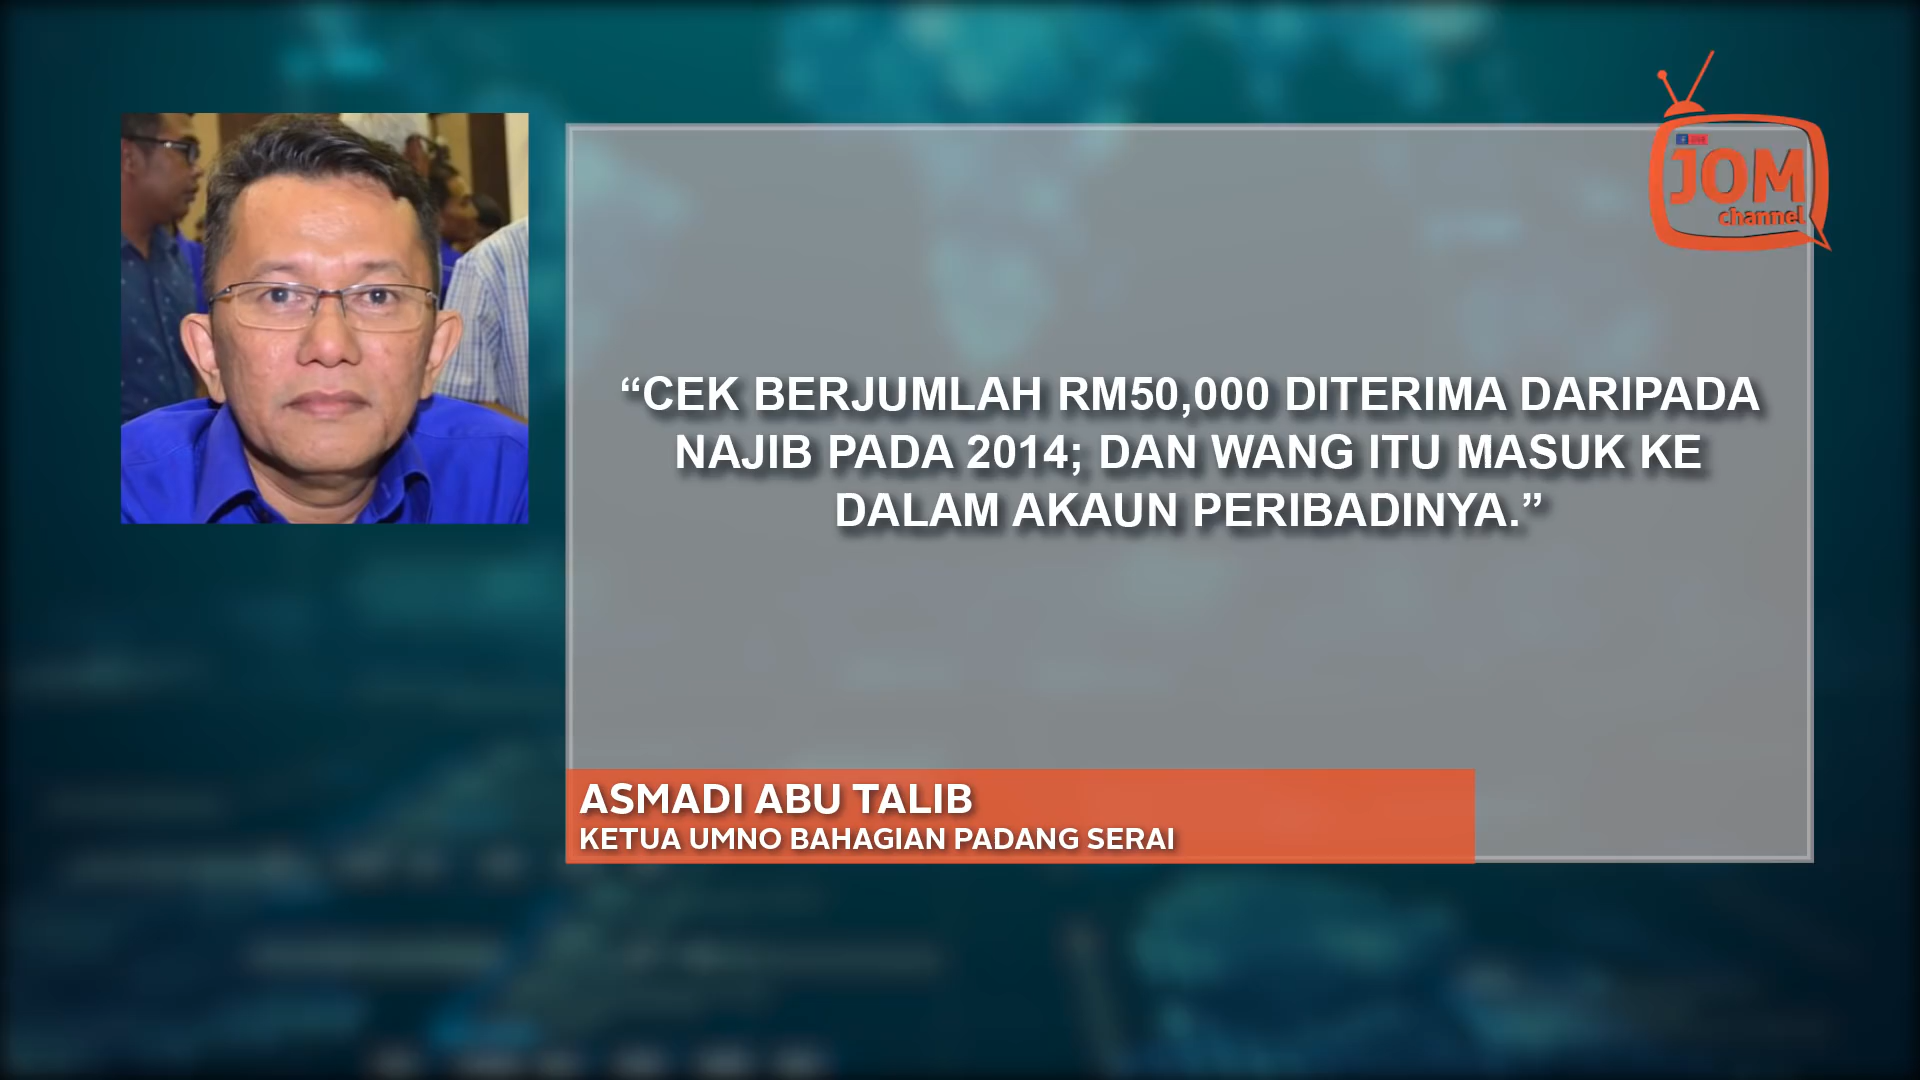 JOM
channel
“CEK BERJUMLAH RM50,000 DITERIMA DARIPADA
NAJIB PADA 2014; DAN WANG ITU MASUK KE
DALAM AKAUN PERIBADINYA.”
ASMADI ABU TALIB
KETUA UMNO BAHAGIAN PADANG SERAI